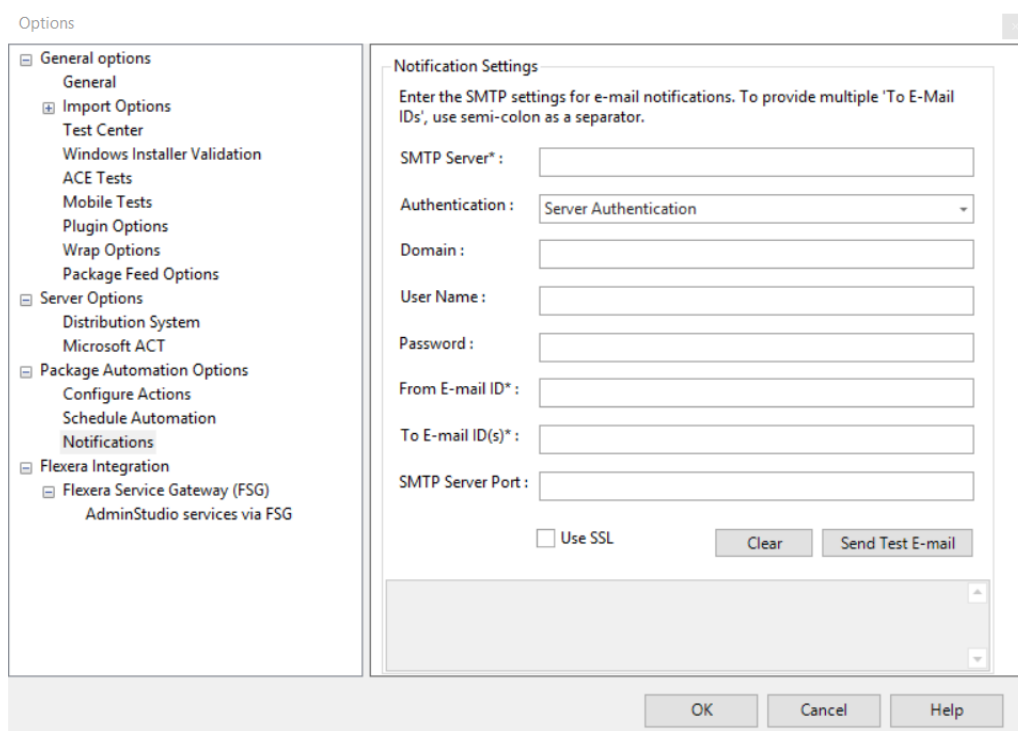 Options
General options
General
Import Options
Test Center
Windows Installer Validation
ACE Tests
Mobile Tests
Plugin Options
Wrap Options
Package Feed Options
Server Options
Distribution System
Microsoft ACT
Package Automation Options
Configure Actions
Schedule Automation
Notifications
Flexera Integration
Flexera Service Gateway (FSG)
AdminStudio services via FSG
Notification Settings
Enter the SMTP settings for e-mail notifications. To provide multiple 'To E-Mail
IDs', use semi-colon as a separator.
SMTP Server* :
Authentication : Server Authentication
Domain :
User Name :
Password :
From E-mail ID* :
To E-mail ID(s)* :
SMTP Server Port :
Use SSL Clear Send Test E-mail
OK Cancel Help